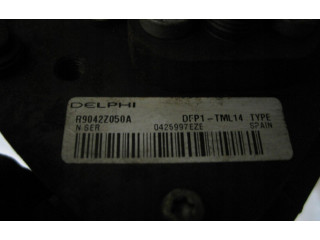 DELPHI
R9042Z050A DFP1-TML14 TYPE
N.SER 0425997EZE SPAIN